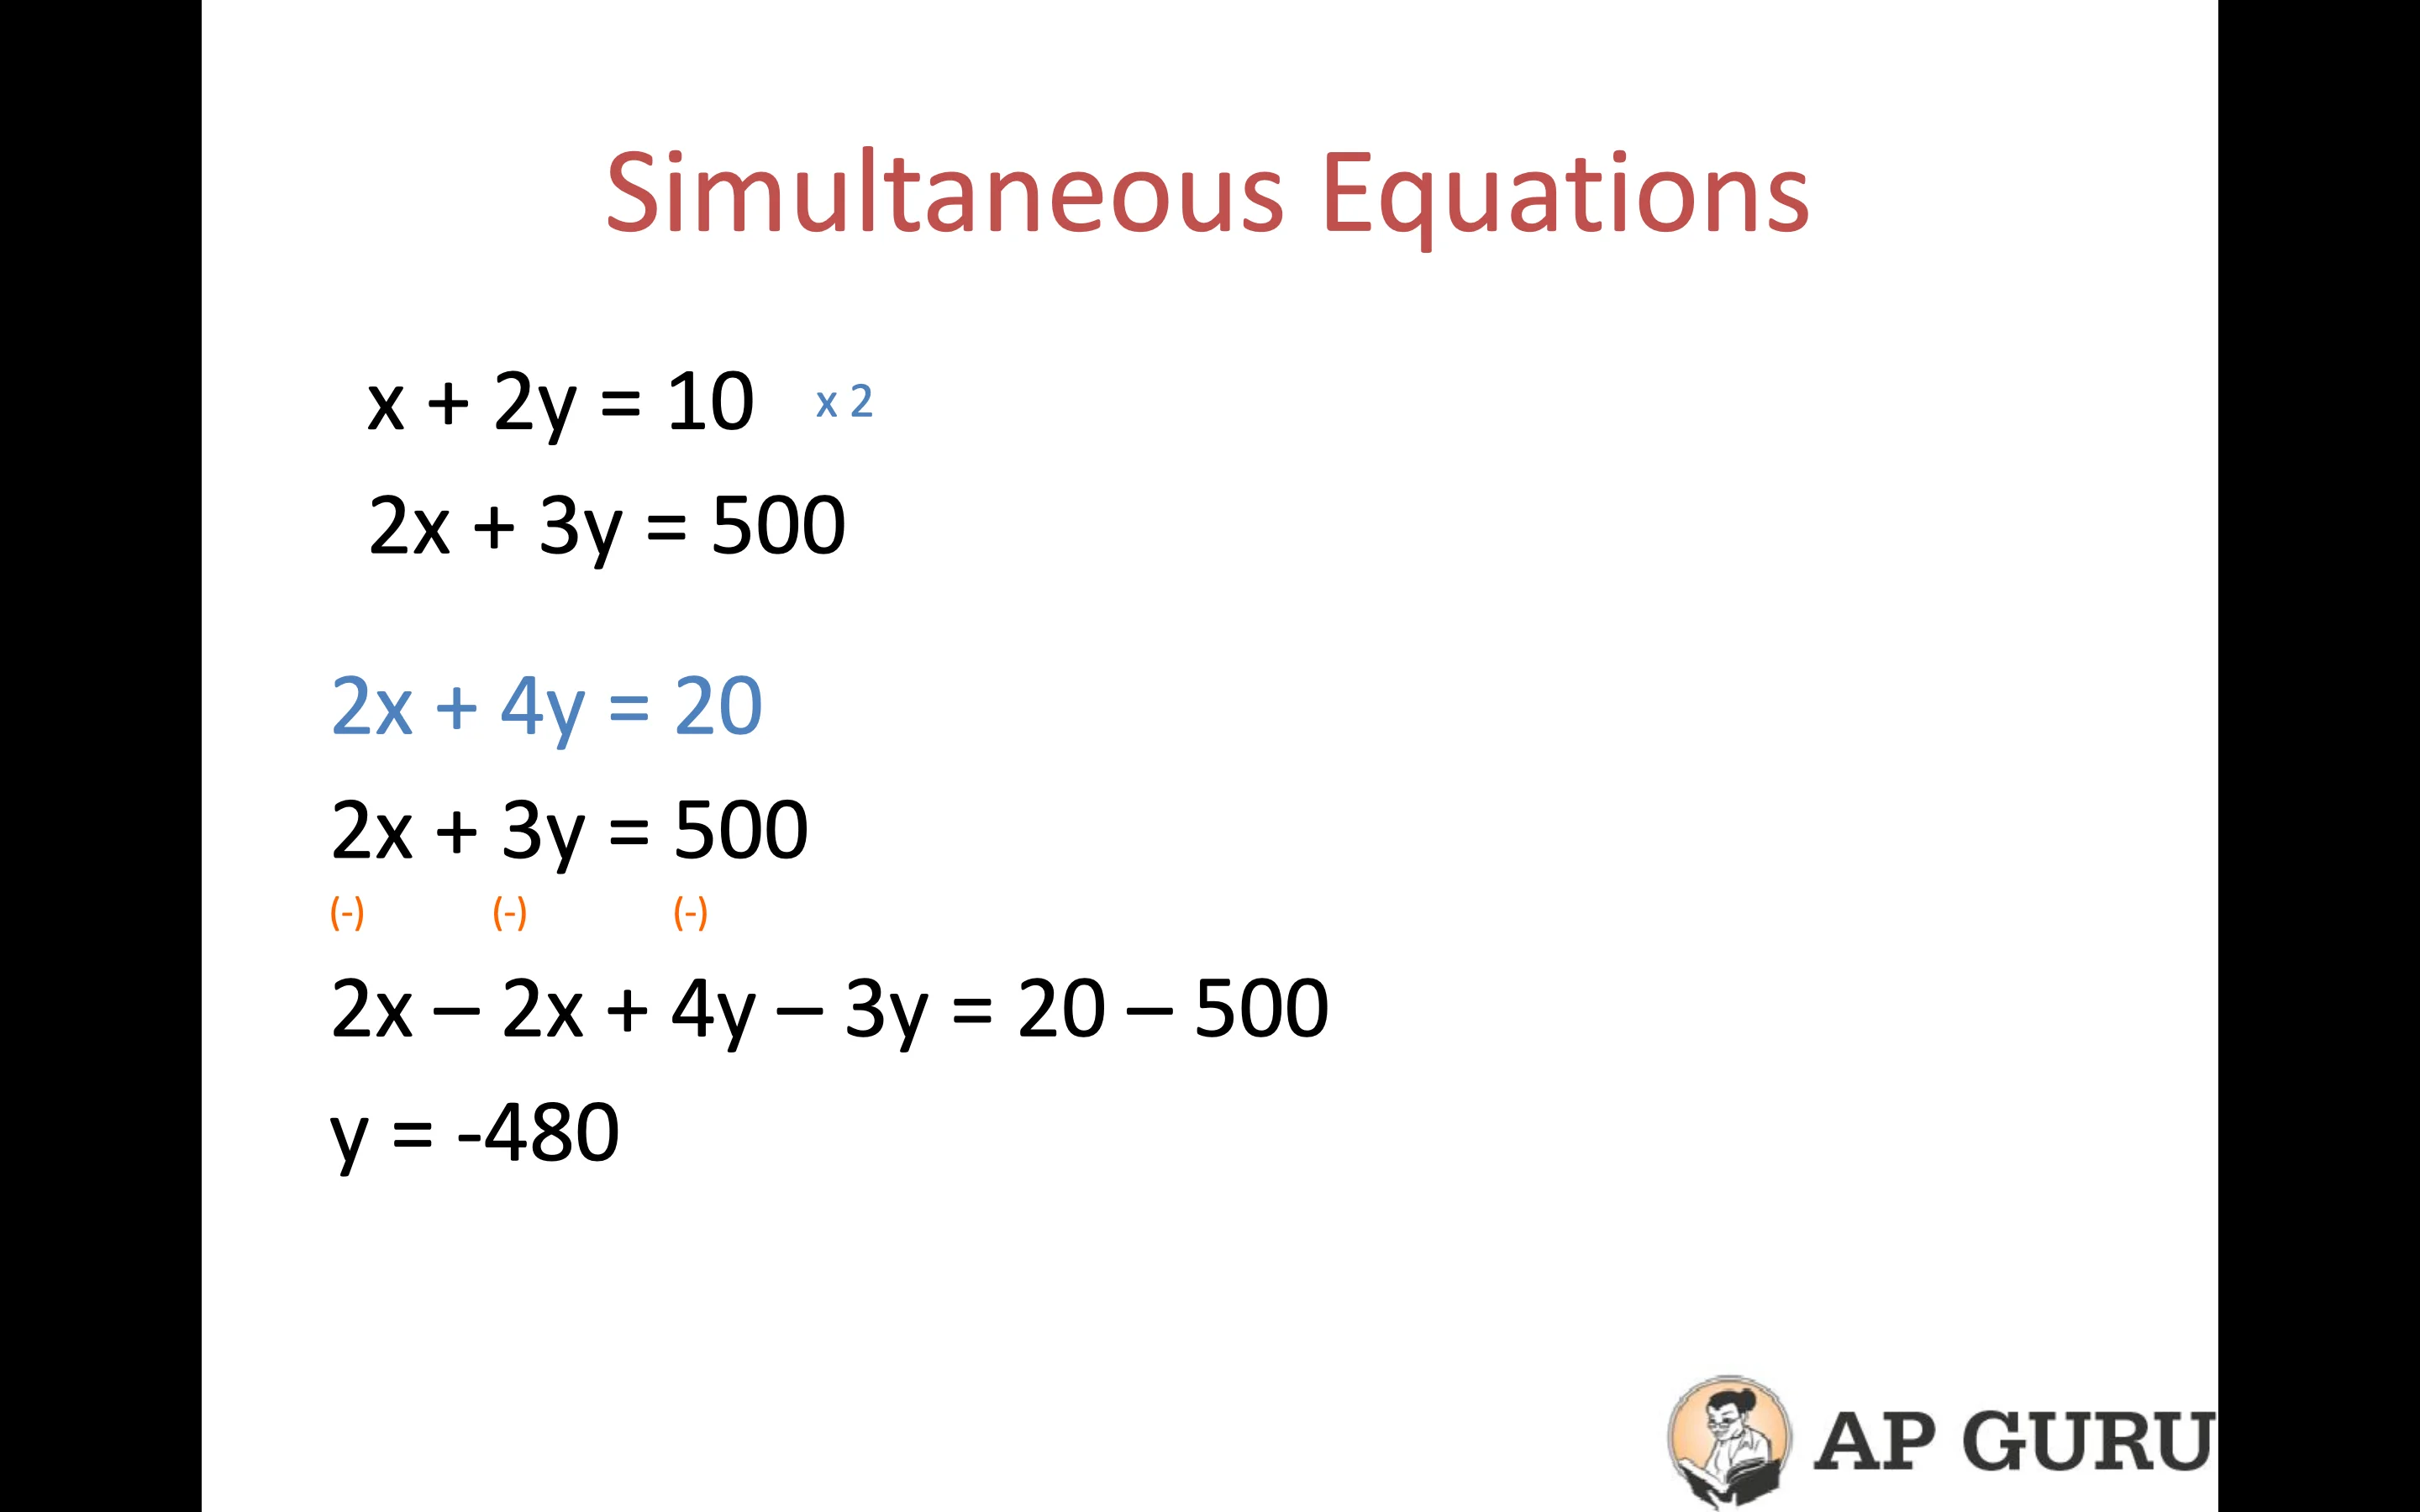 Simultaneous Equations
x + 2y = 10 x 2
2x + 3y = 500
2x + 4y = 20
2x + 3y = 500
(-) (-) (-)
2x – 2x + 4y – 3y = 20 – 500
y = -480
AP GURU